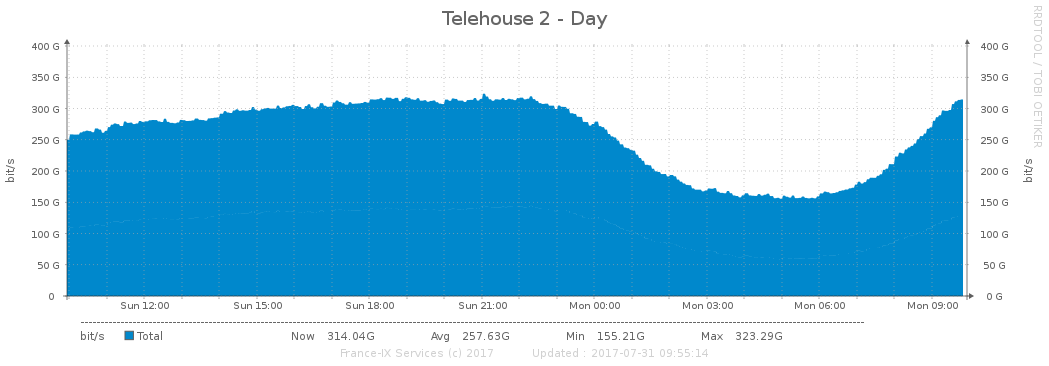 Telehouse 2 - Day
RRDTOOL / TOBI OETIKER
400 G 400 G
350 G 350 G
300 G 300 G
250 G 250 G
200 G 200 G
150 G 150 G
100 G 100 G
50 G 50 G
0 0 G
bit/s
bit/s
Sun 12:00 Sun 15:00 Sun 18:00 Sun 21:00 Mon 00:00 Mon 03:00 Mon 06:00 Mon 09:00
bit/s Total Now 314.04G Avg 257.63G Min 155.21G Max 323.29G
France-IX Services (c) 2017 Updated : 2017-07-31 09:55:14